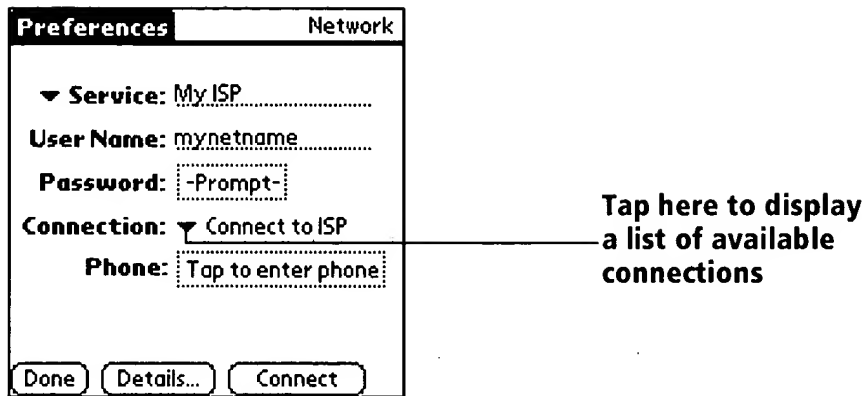 Preferences Network
Service: My ISP
User Name: mynetname
Password: -Prompt-
Connection: Connect to ISP
Phone: Tap to enter phone
Done Details... Connect
Tap here to display
a list of available
connections